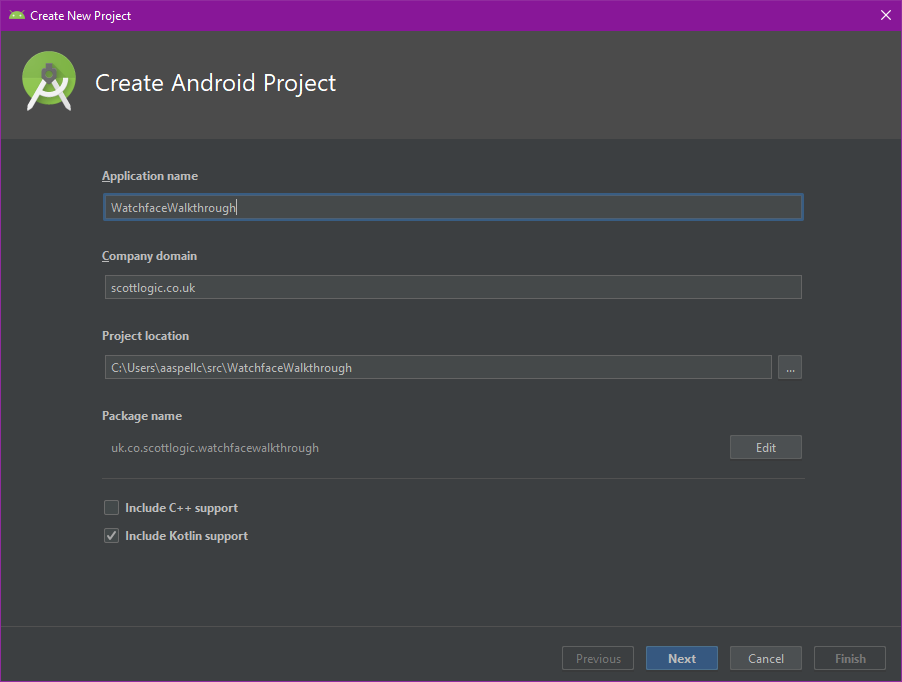 Create New Project
Create Android Project
Application name
WatchfaceWalkthrough
Company domain
scottlogic.co.uk
Project location
C:\Users\aaspellc\src\WatchfaceWalkthrough
...
Package name
uk.co.scottlogic.watchfacewalkthrough
Edit
Include C++ support
Include Kotlin support
Previous
Next
Cancel
Finish